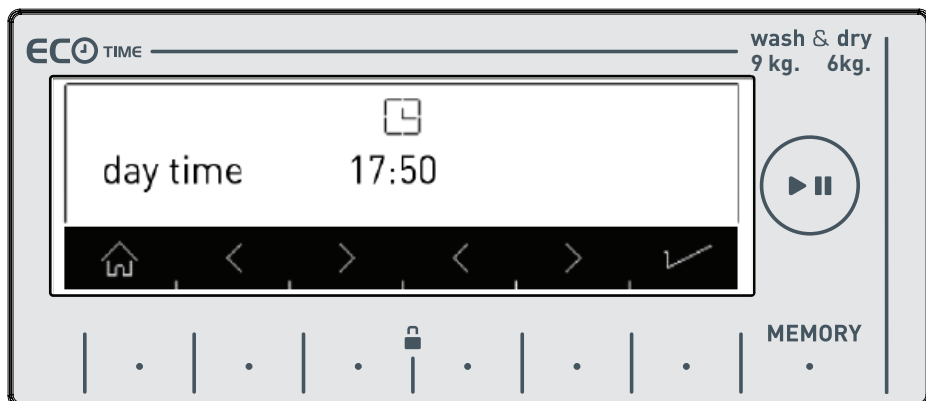 ECO TIME
wash & dry
9 kg. 6kg.
day time 17:50
MEMORY